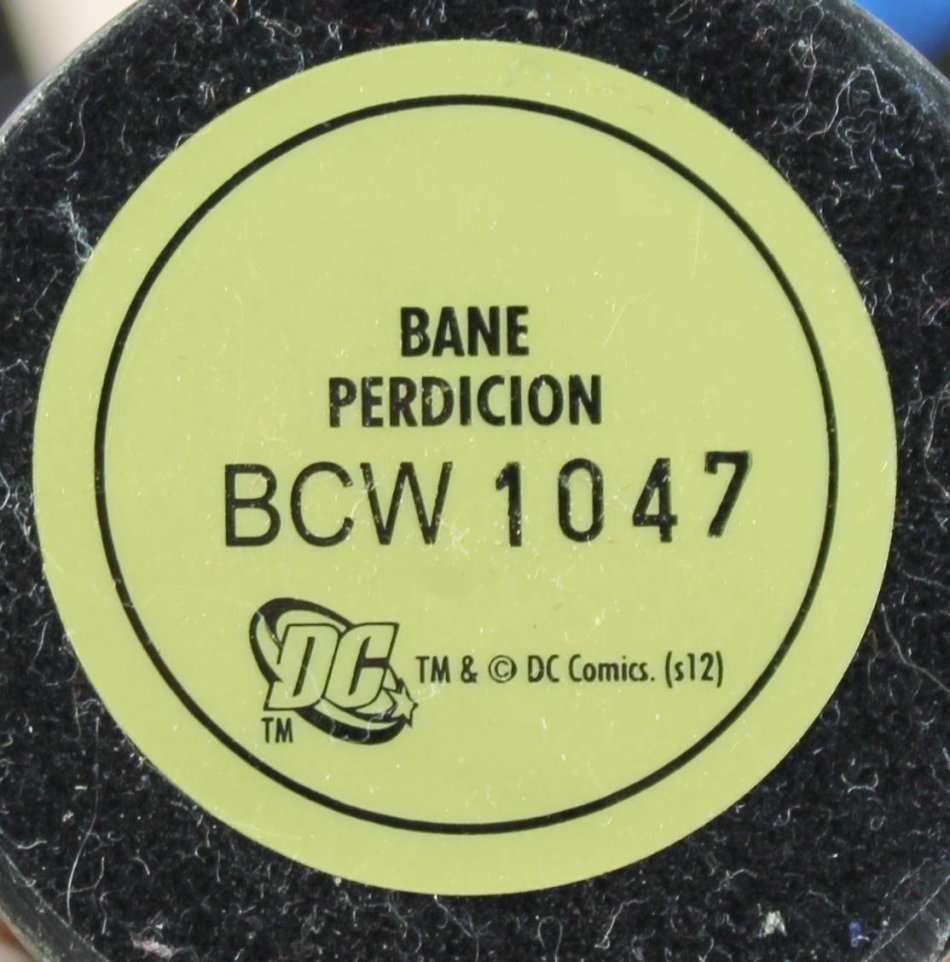 BANE
PERDICION
BCW 1047
DC TM & © DC Comics. (s12)
TM